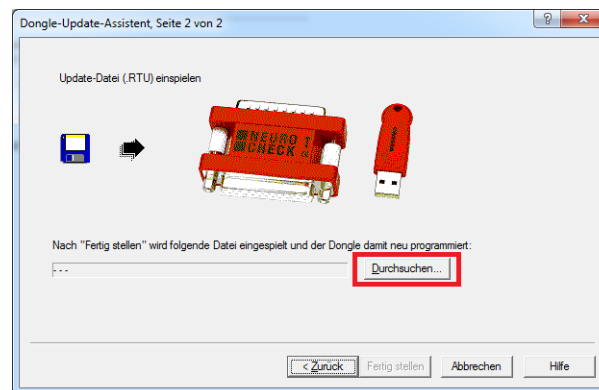 Dongle-Update-Assistent, Seite 2 von 2
Update-Datei (.RTU) einspielen
NEURO
CHECK
Nach "Fertig stellen" wird folgende Datei eingespielt und der Dongle damit neu programmiert:
---
Durchsuchen...
< Zurück Fertig stellen Abbrechen Hilfe